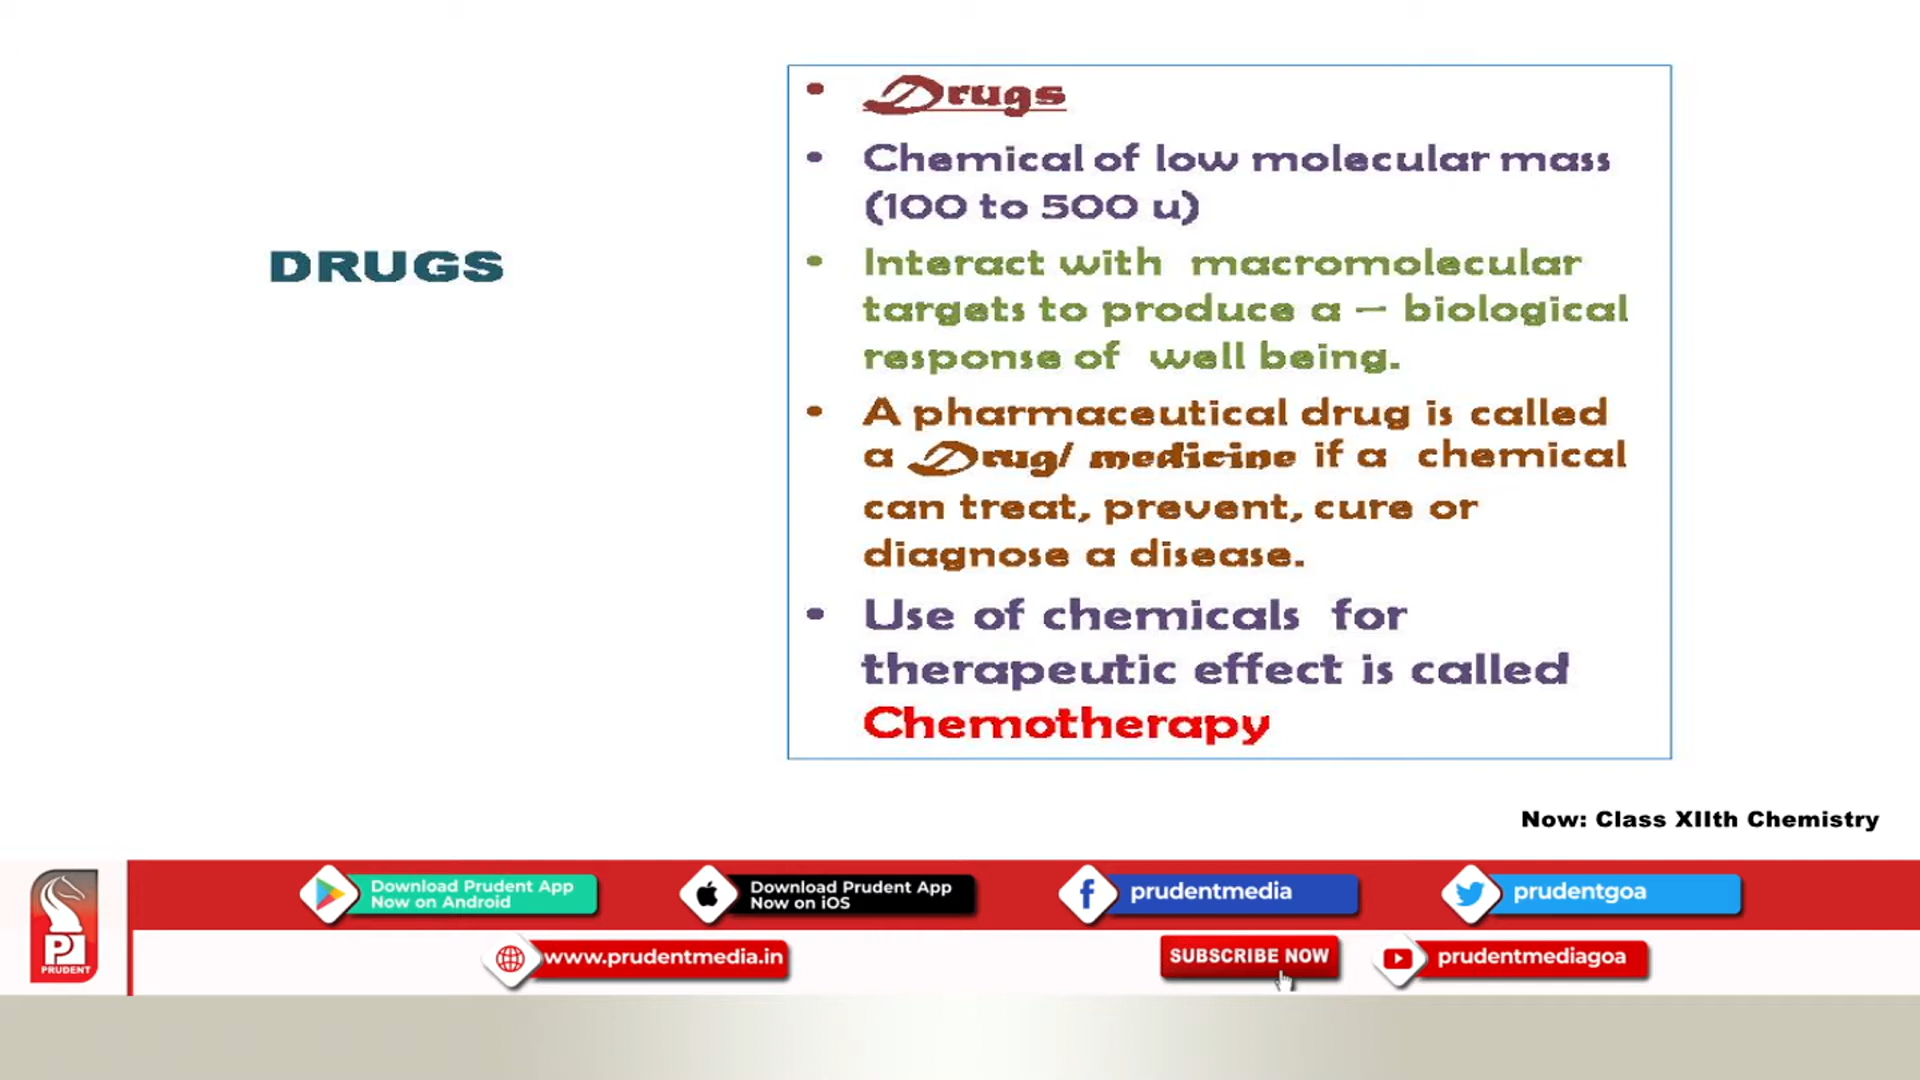 DRUGS
• Drugs
• Chemical of low molecular mass
(100 to 500 u)
• Interact with macromolecular
targets to produce a – biological
response of well being.
• A pharmaceutical drug is called
a Drug/ medicine if a chemical
can treat, prevent, cure or
diagnose a disease.
• Use of chemicals for
therapeutic effect is called
Chemotherapy
Now: Class XIIth Chemistry
Download Prudent App
Now on Android
Download Prudent App
Now on iOS
prudentmedia
prudentgoa
PRUDENT
www.prudentmedia.in
SUBSCRIBE NOW
prudentmediagoa